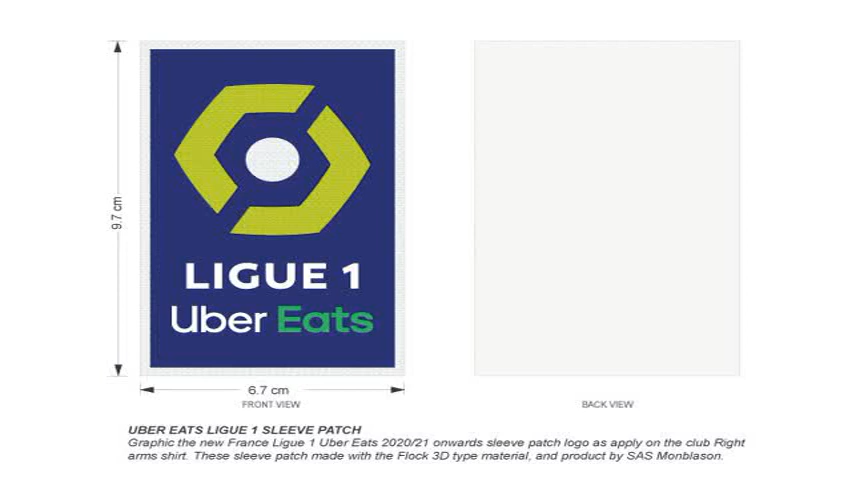 9.7 cm
LIGUE 1
Uber Eats
6.7 cm
FRONT VIEW
BACK VIEW
UBER EATS LIGUE 1 SLEEVE PATCH
Graphic the new France Ligue 1 Uber Eats 2020/21 onwards sleeve patch logo as apply on the club Right
arms shirt. These sleeve patch made with the Flock 3D type material, and product by SAS Monblason.